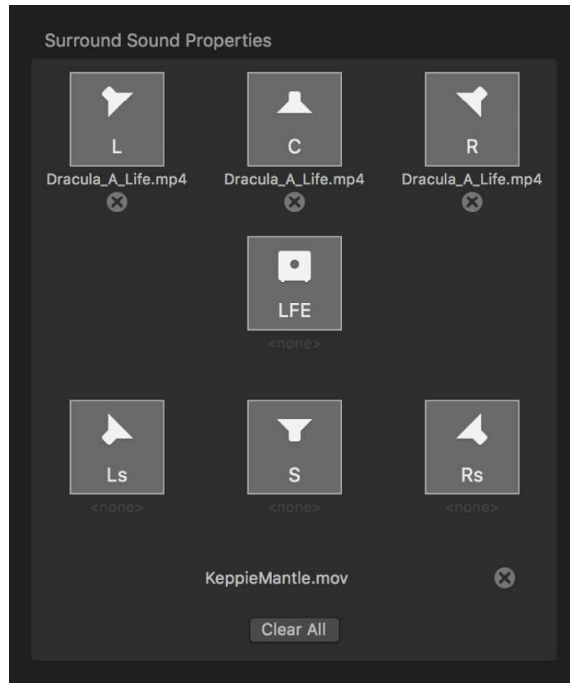 Surround Sound Properties
L C R
Dracula_A_Life.mp4 Dracula_A_Life.mp4 Dracula_A_Life.mp4
LFE
<none>
Ls S Rs
<none> <none> <none>
KeppieMantle.mov
Clear All